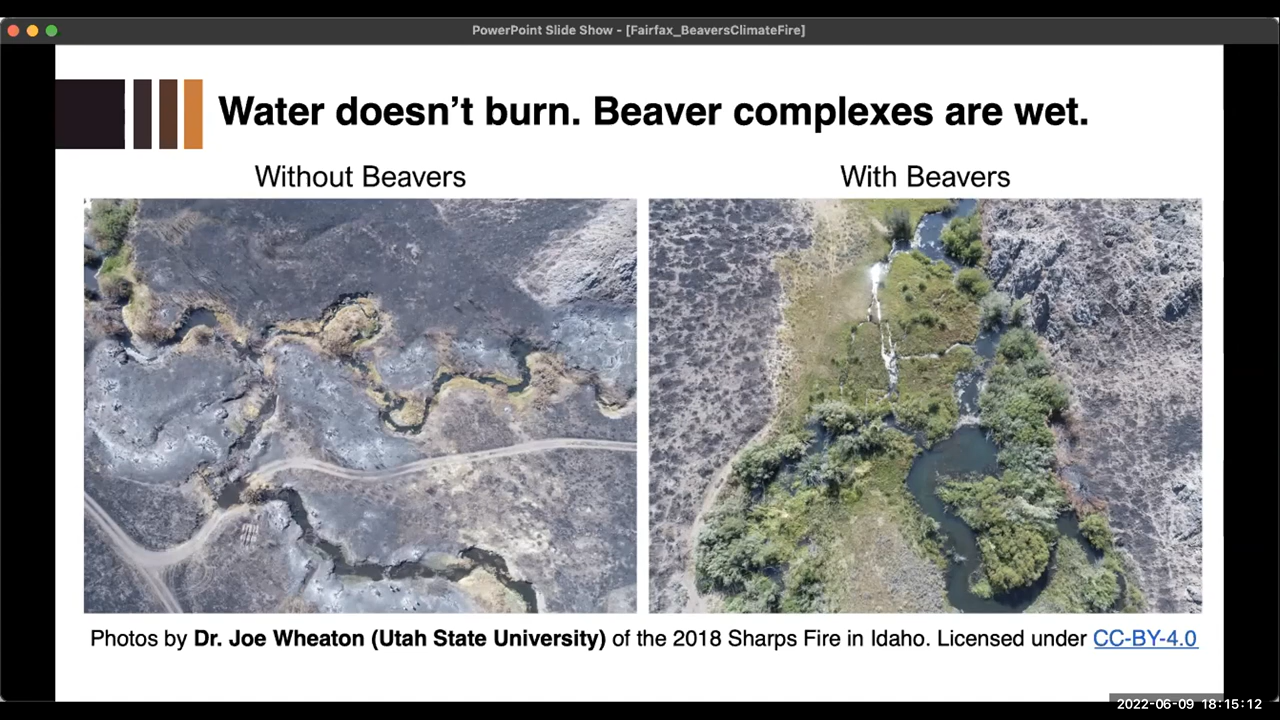 PowerPoint Slide Show - [Fairfax_BeaversClimateFire]
Water doesn’t burn. Beaver complexes are wet.
Without Beavers
With Beavers
Photos by Dr. Joe Wheaton (Utah State University) of the 2018 Sharps Fire in Idaho. Licensed under CC-BY-4.0
2022-06-09 18:15:12